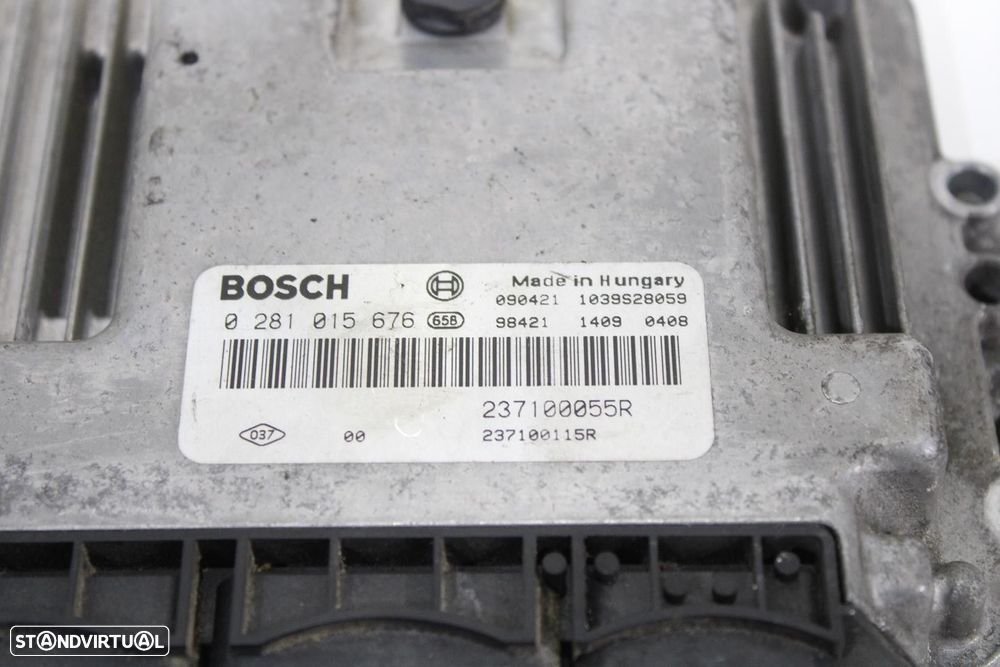 BOSCH
Made in Hungary
090421 1039S28059
0 281 015 676 658
98421 1409 0408
237100055R
037 00 237100115R
STANDVIRTUAL